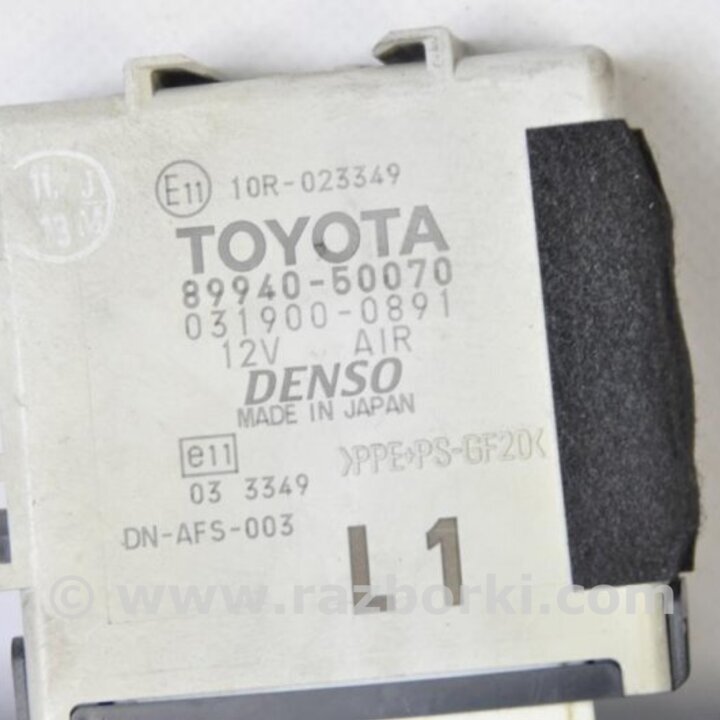 E11 10R-023349
TOYOTA
89940-50070
031900-0891
12V AIR
DENSO
MADE IN JAPAN
e11 >PPE+PS-GF20<
03 3349
DN-AFS-003
L1
© www.razborki.com